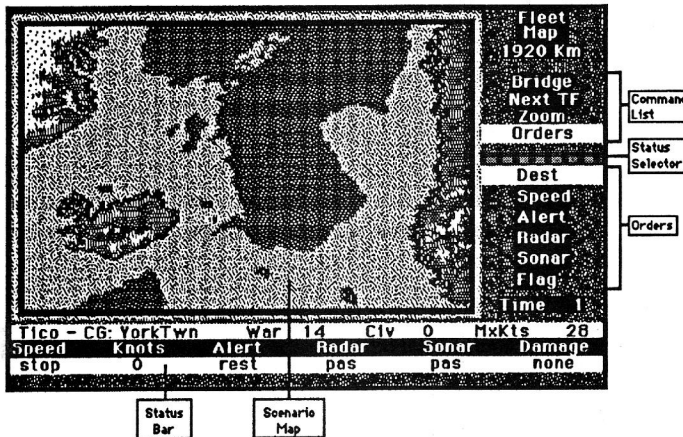 Fleet
Map
1920 Km
Bridge
Next TF
Zoom
Orders
Dest
Speed
Alert
Radar
Sonar
Flag
Time 1
Command
List
Status
Selector
Orders
Tico - CG: YorkTwn War 14 Civ 0 MxKts 28
Speed Knots Alert Radar Sonar Damage
stop 0 rest pas pas none
Status
Bar
Scenario
Map